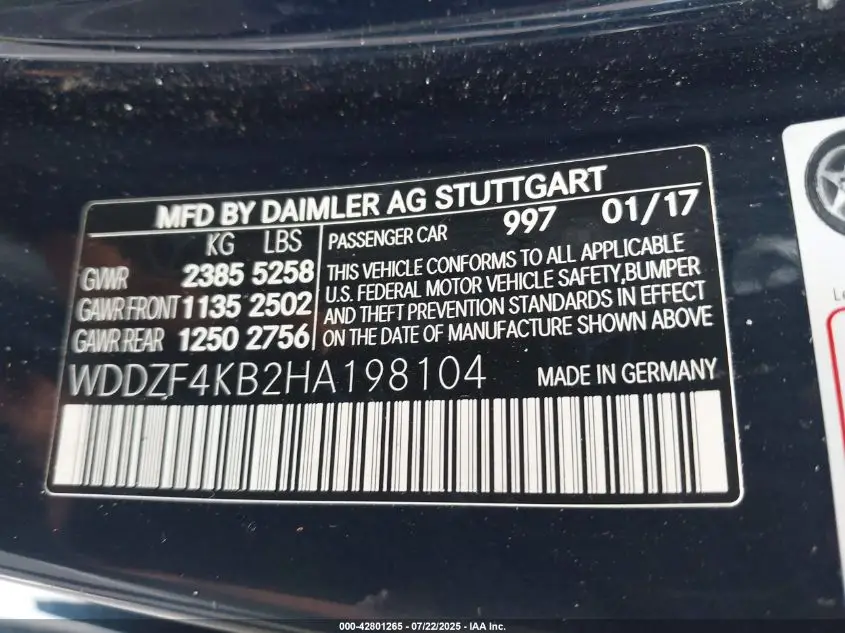 MFD BY DAIMLER AG STUTTGART
KG LBS
GVWR 2385 5258
GAWR FRONT 1135 2502
GAWR REAR 1250 2756
PASSENGER CAR 997 01/17
THIS VEHICLE CONFORMS TO ALL APPLICABLE
U.S. FEDERAL MOTOR VEHICLE SAFETY,BUMPER
AND THEFT PREVENTION STANDARDS IN EFFECT
ON THE DATE OF MANUFACTURE SHOWN ABOVE
WDDZF4KB2HA198104 MADE IN GERMANY
000-42801265 - 07/22/2025 - IAA Inc.